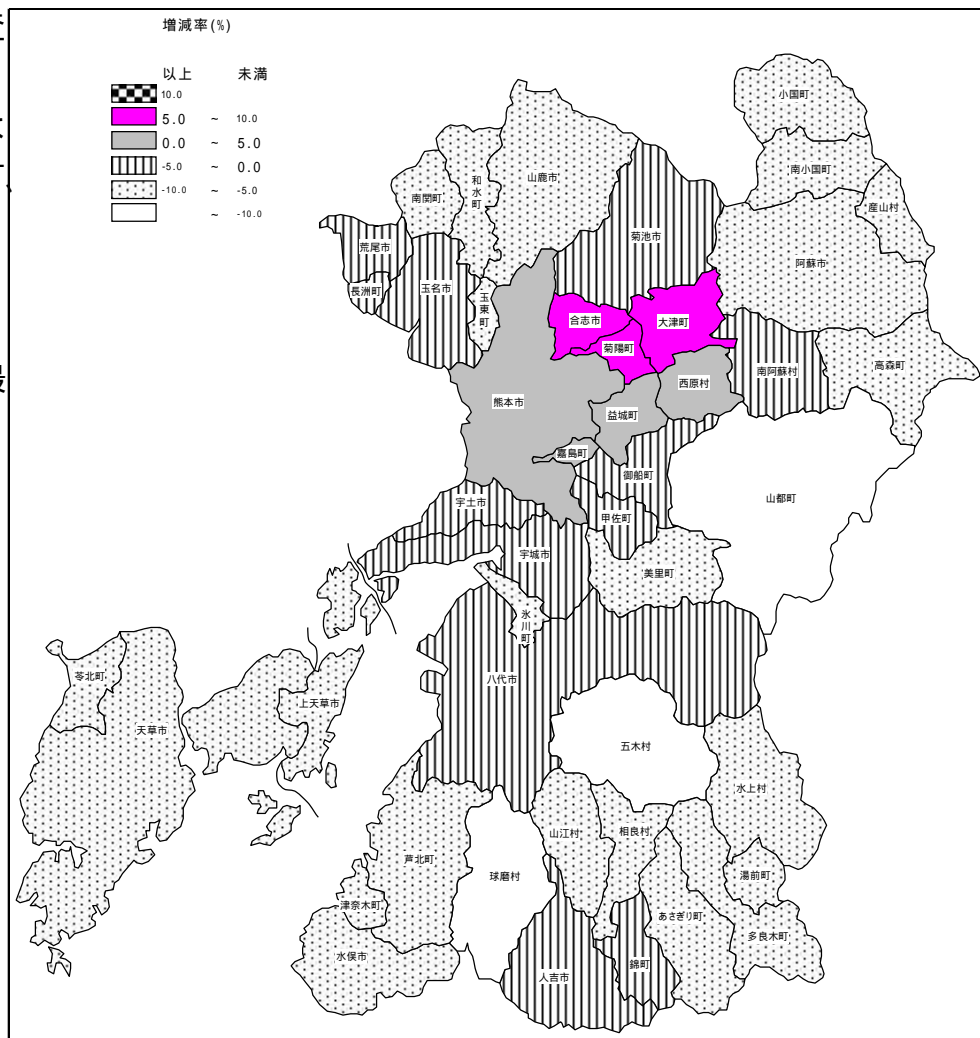 増減率(%)
以上 未満
10.0
5.0 ~ 10.0
0.0 ~ 5.0
-5.0 ~ 0.0
-10.0 ~ -5.0
~ -10.0
小国町
南小国町
産山村
山鹿市
和水町
南関町
菊池市
阿蘇市
荒尾市
長洲町
玉名市
玉東町
合志市
大津町
菊陽町
西原村
南阿蘇村
高森町
熊本市
益城町
嘉島町
御船町
山都町
宇土市
甲佐町
宇城市
美里町
氷川町
八代市
苓北町
天草市
上天草市
五木村
水上村
山江村
相良村
芦北町
球磨村
湯前町
津奈木町
あさぎり町
多良木町
水俣市
人吉市
錦町